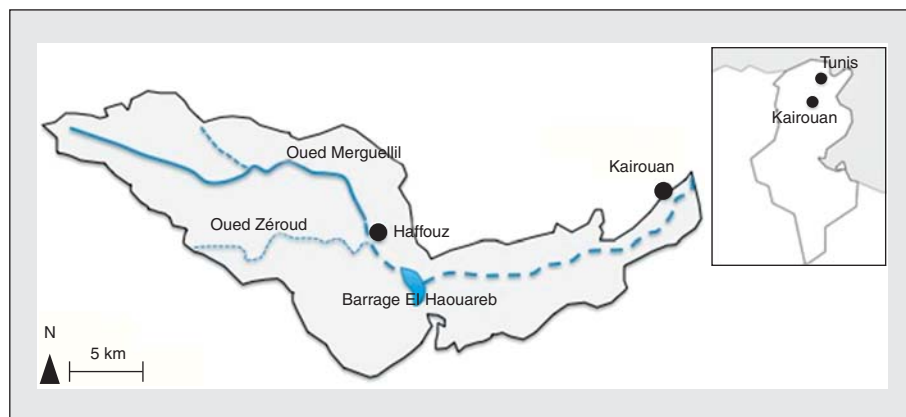 Tunis
Kairouan
Oued Merguellil
Kairouan
Oued Zéroud
Haffouz
Barrage El Haouareb
N
5 km